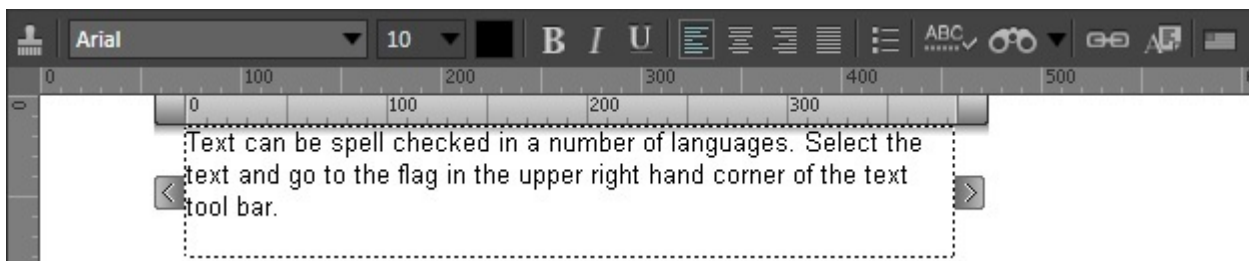 Arial 10 B I U ABC
0 100 200 300 400 500
0 0 100 200 300
Text can be spell checked in a number of languages. Select the
text and go to the flag in the upper right hand corner of the text
tool bar.